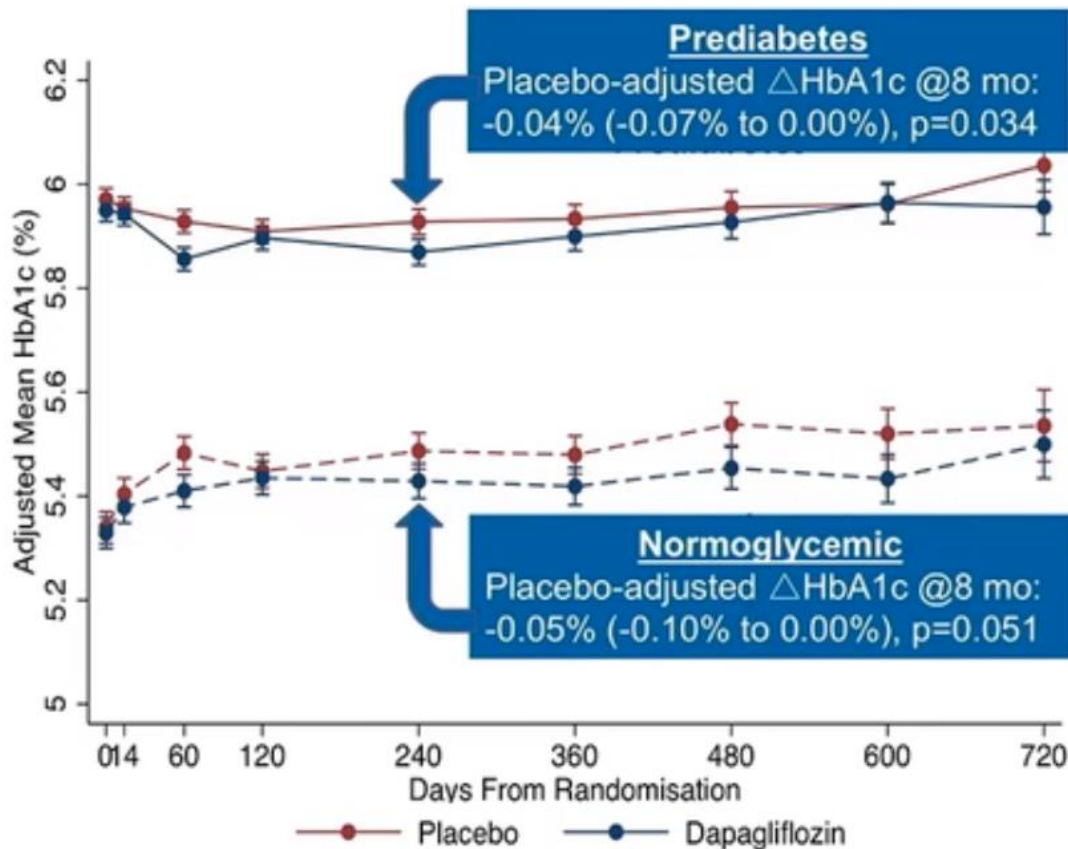 Prediabetes
Placebo-adjusted △HbA1c @8 mo:
-0.04% (-0.07% to 0.00%), p=0.034
Adjusted Mean HbA1c (%)
6.2
6
5.8
5.6
5.4
5.2
5
Normoglycemic
Placebo-adjusted △HbA1c @8 mo:
-0.05% (-0.10% to 0.00%), p=0.051
0 14 60 120 240 360 480 600 720
Days From Randomisation
Placebo Dapagliflozin